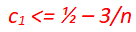 c₁ <= ½ – 3/n